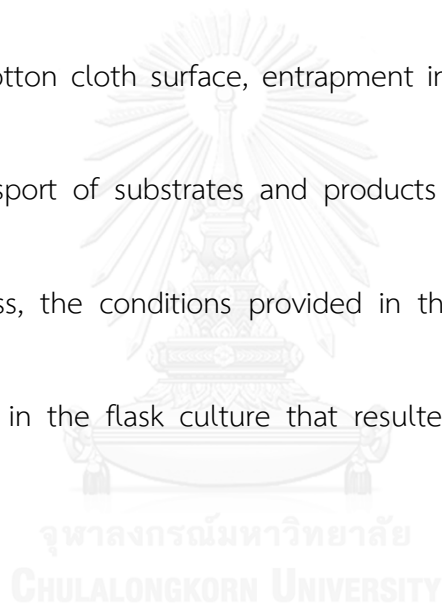 otton cloth surface, entrapment in
sport of substrates and products
ss, the conditions provided in th
in the flask culture that resulte
จุฬาลงกรณ์มหาวิทยาลัย
CHULALONGKORN UNIVERSITY